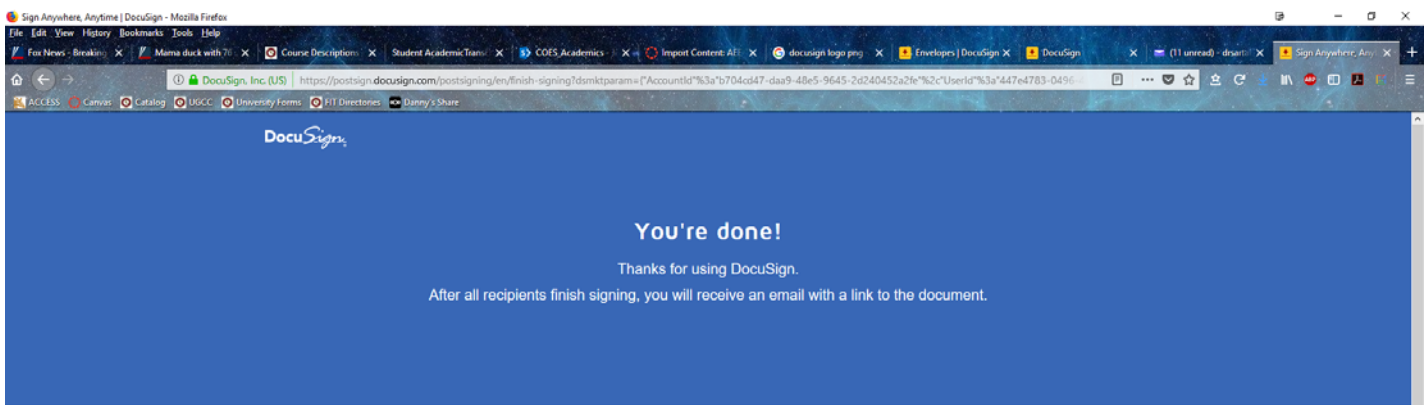 Sign Anywhere, Anytime | DocuSign - Mozilla Firefox
File Edit View History Bookmarks Tools Help
Fox News - Breaking Mama duck with 76 Course Descriptions Student Academic Trans COES_Academics - Import Content: AEE docusign logo png Envelopes | DocuSign DocuSign (11 unread) - Sign Anywhere, Any
DocuSign, Inc. (US) https://postsign.docusign.com/postsigning/en/finish-signing?dsmktparam={"AccountId"%3a"b704cd47-daa9-48e5-9645-2d240452a2fe"%2c"UserId"%3a"447e4783-0496-
ACCESS Canvas Catalog UGCC University Forms FIT Directories Danny's Share
DocuSign
You're done!
Thanks for using DocuSign.
After all recipients finish signing, you will receive an email with a link to the document.